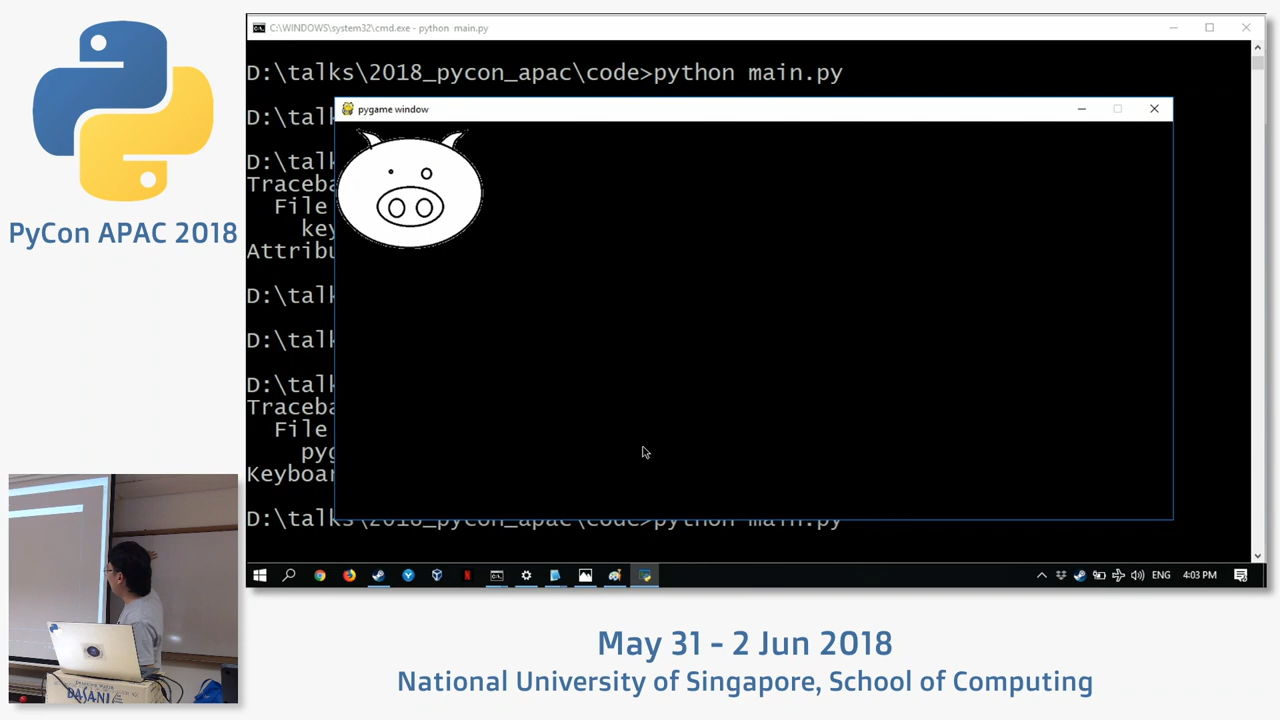 PyCon APAC 2018
C:\WINDOWS\system32\cmd.exe - python main.py
D:\talks\2018_pycon_apac\code>python main.py
pygame window
D:\talk
D:\talk
Traceba
File
key
Attribu
D:\talk
D:\talk
D:\talk
Traceba
File
pyg
Keyboar
D:\talks\2018_pycon_apac\code>python main.py
ENG
4:03 PM
DASANI
May 31 - 2 Jun 2018
National University of Singapore, School of Computing